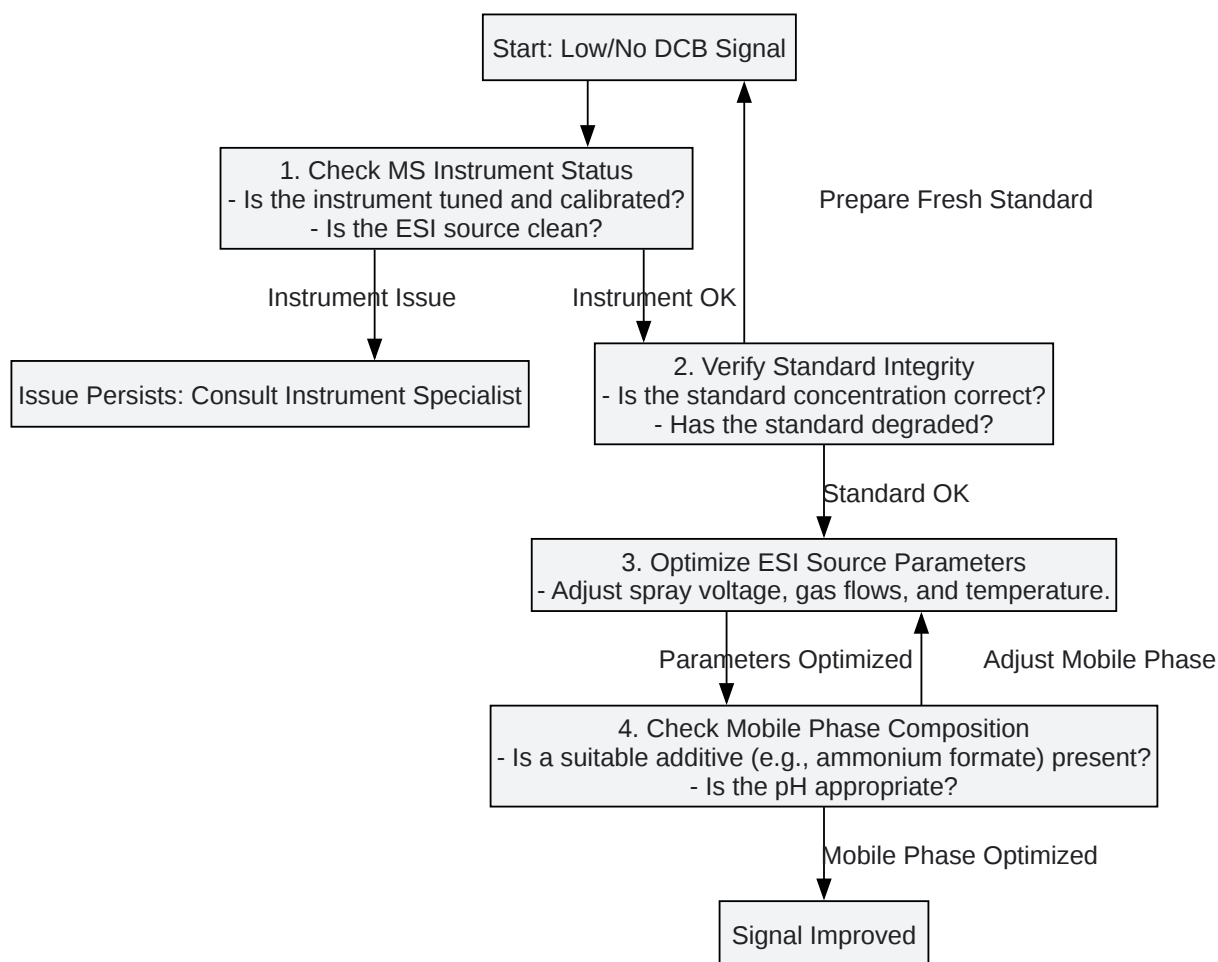 Start: Low/No DCB Signal
1. Check MS Instrument Status
- Is the instrument tuned and calibrated?
- Is the ESI source clean?
Prepare Fresh Standard
Instrument Issue
Instrument OK
Issue Persists: Consult Instrument Specialist
2. Verify Standard Integrity
- Is the standard concentration correct?
- Has the standard degraded?
Standard OK
3. Optimize ESI Source Parameters
- Adjust spray voltage, gas flows, and temperature.
Parameters Optimized
Adjust Mobile Phase
4. Check Mobile Phase Composition
- Is a suitable additive (e.g., ammonium formate) present?
- Is the pH appropriate?
Mobile Phase Optimized
Signal Improved